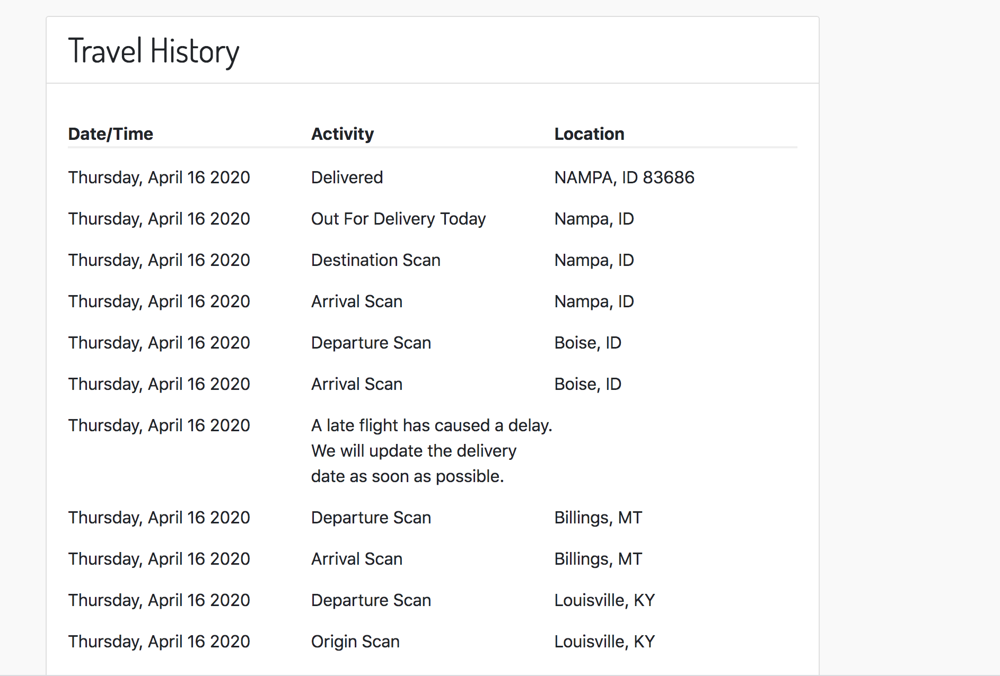 Travel History
Date/Time Activity Location
Thursday, April 16 2020 Delivered NAMPA, ID 83686
Thursday, April 16 2020 Out For Delivery Today Nampa, ID
Thursday, April 16 2020 Destination Scan Nampa, ID
Thursday, April 16 2020 Arrival Scan Nampa, ID
Thursday, April 16 2020 Departure Scan Boise, ID
Thursday, April 16 2020 Arrival Scan Boise, ID
Thursday, April 16 2020 A late flight has caused a delay.
We will update the delivery
date as soon as possible.
Thursday, April 16 2020 Departure Scan Billings, MT
Thursday, April 16 2020 Arrival Scan Billings, MT
Thursday, April 16 2020 Departure Scan Louisville, KY
Thursday, April 16 2020 Origin Scan Louisville, KY